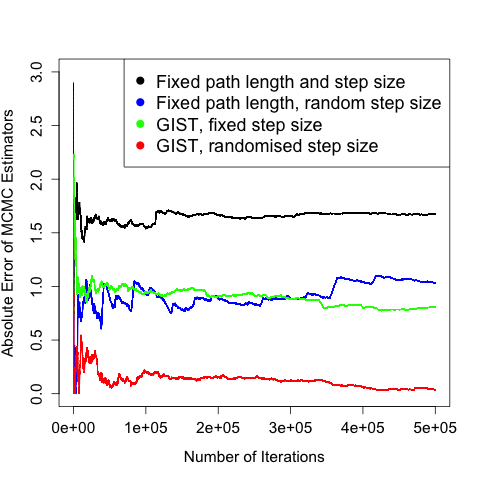 Fixed path length and step size
Fixed path length, random step size
GIST, fixed step size
GIST, randomised step size
Absolute Error of MCMC Estimators
3.0
2.5
2.0
1.5
1.0
0.5
0.0
0e+00 1e+05 2e+05 3e+05 4e+05 5e+05
Number of Iterations